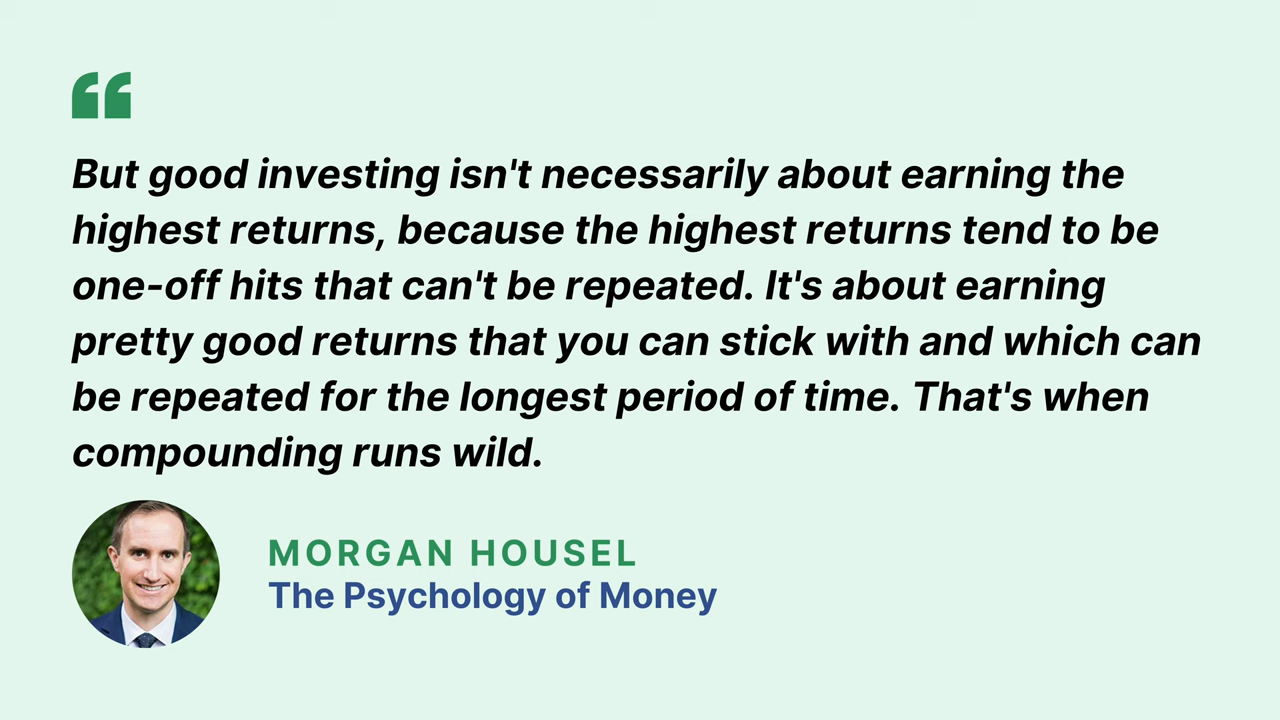 “
But good investing isn't necessarily about earning the
highest returns, because the highest returns tend to be
one-off hits that can't be repeated. It's about earning
pretty good returns that you can stick with and which can
be repeated for the longest period of time. That's when
compounding runs wild.
MORGAN HOUSEL
The Psychology of Money